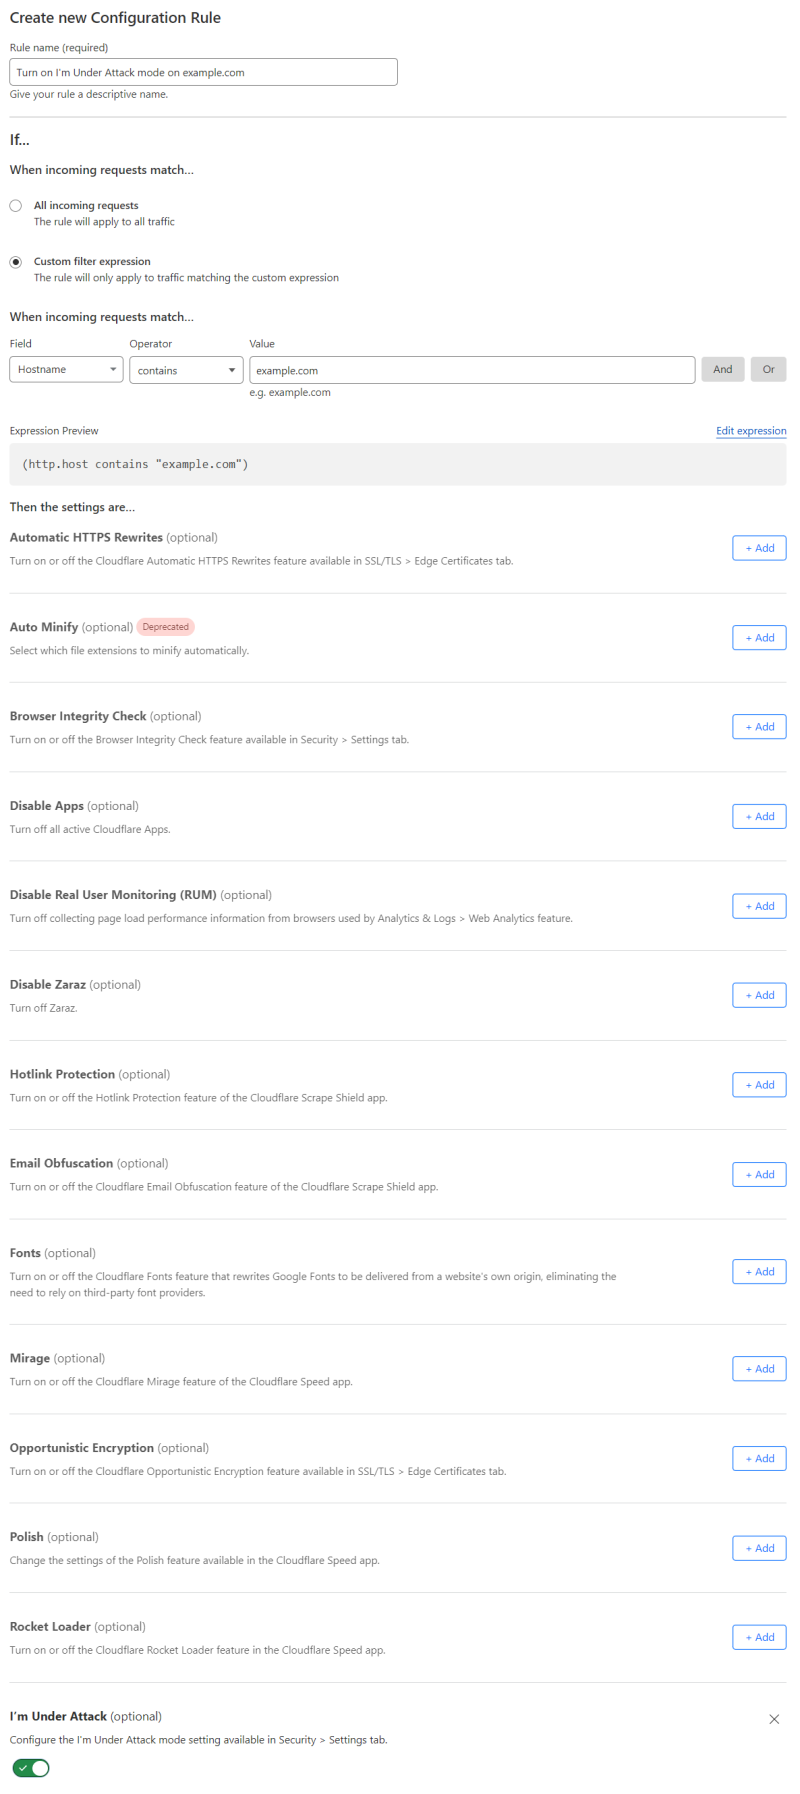 Create new Configuration Rule
Rule name (required)
Turn on I'm Under Attack mode on example.com
Give your rule a descriptive name.
If...
When incoming requests match...
All incoming requests
The rule will apply to all traffic
Custom filter expression
The rule will only apply to traffic matching the custom expression
When incoming requests match...
Field Operator Value
Hostname contains example.com And Or
e.g. example.com
Expression Preview Edit expression
(http.host contains "example.com")
Then the settings are...
Automatic HTTPS Rewrites (optional)
+ Add
Turn on or off the Cloudflare Automatic HTTPS Rewrites feature available in SSL/TLS > Edge Certificates tab.
Auto Minify (optional) Deprecated
+ Add
Select which file extensions to minify automatically.
Browser Integrity Check (optional)
+ Add
Turn on or off the Browser Integrity Check feature available in Security > Settings tab.
Disable Apps (optional)
+ Add
Turn off all active Cloudflare Apps.
Disable Real User Monitoring (RUM) (optional)
+ Add
Turn off collecting page load performance information from browsers used by Analytics & Logs > Web Analytics feature.
Disable Zaraz (optional)
+ Add
Turn off Zaraz.
Hotlink Protection (optional)
+ Add
Turn on or off the Hotlink Protection feature of the Cloudflare Scrape Shield app.
Email Obfuscation (optional)
+ Add
Turn on or off the Cloudflare Email Obfuscation feature of the Cloudflare Scrape Shield app.
Fonts (optional)
+ Add
Turn on or off the Cloudflare Fonts feature that rewrites Google Fonts to be delivered from a website's own origin, eliminating the
need to rely on third-party font providers.
Mirage (optional)
+ Add
Turn on or off the Cloudflare Mirage feature of the Cloudflare Speed app.
Opportunistic Encryption (optional)
+ Add
Turn on or off the Cloudflare Opportunistic Encryption feature available in SSL/TLS > Edge Certificates tab.
Polish (optional)
+ Add
Change the settings of the Polish feature available in the Cloudflare Speed app.
Rocket Loader (optional)
+ Add
Turn on or off the Cloudflare Rocket Loader feature in the Cloudflare Speed app.
I'm Under Attack (optional)
Configure the I'm Under Attack mode setting available in Security > Settings tab.